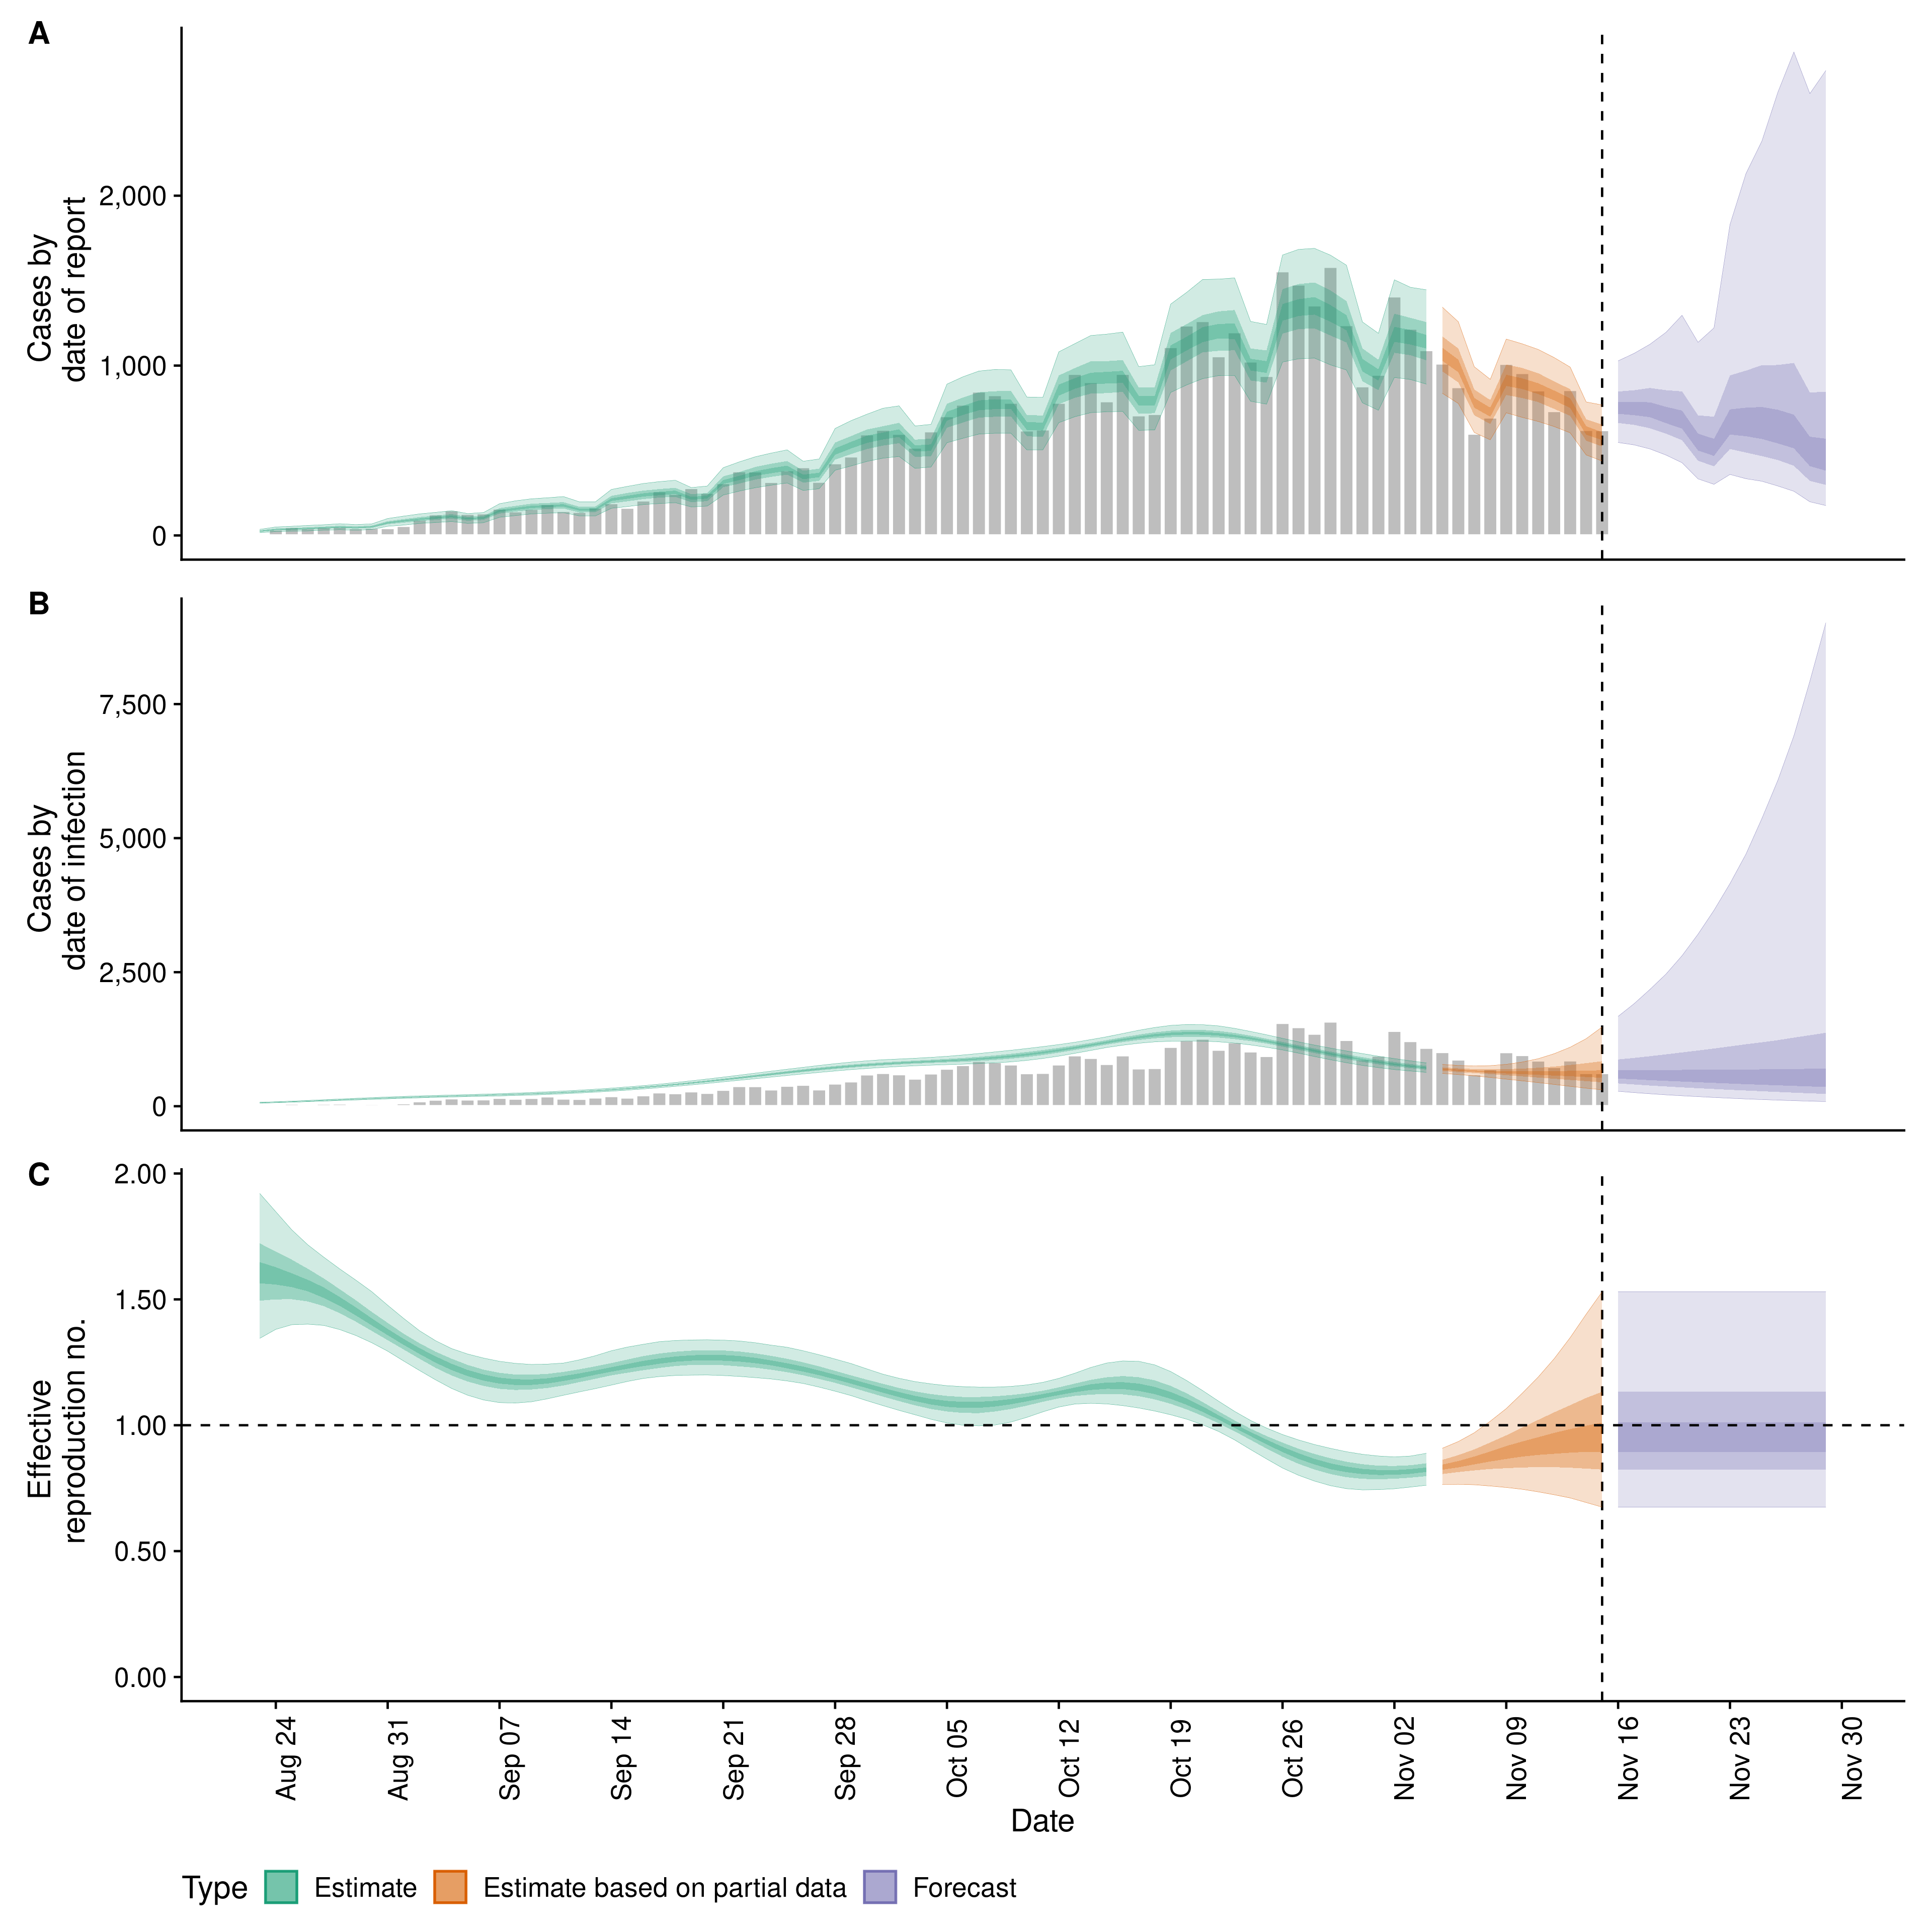 A
Cases by
date of report
2,000
1,000
0
B
Cases by
date of infection
7,500
5,000
2,500
0
C
Effective
reproduction no.
2.00
1.50
1.00
0.50
0.00
Aug 24
Aug 31
Sep 07
Sep 14
Sep 21
Sep 28
Oct 05
Oct 12
Oct 19
Oct 26
Nov 02
Nov 09
Nov 16
Nov 23
Nov 30
Date
Type Estimate Estimate based on partial data Forecast